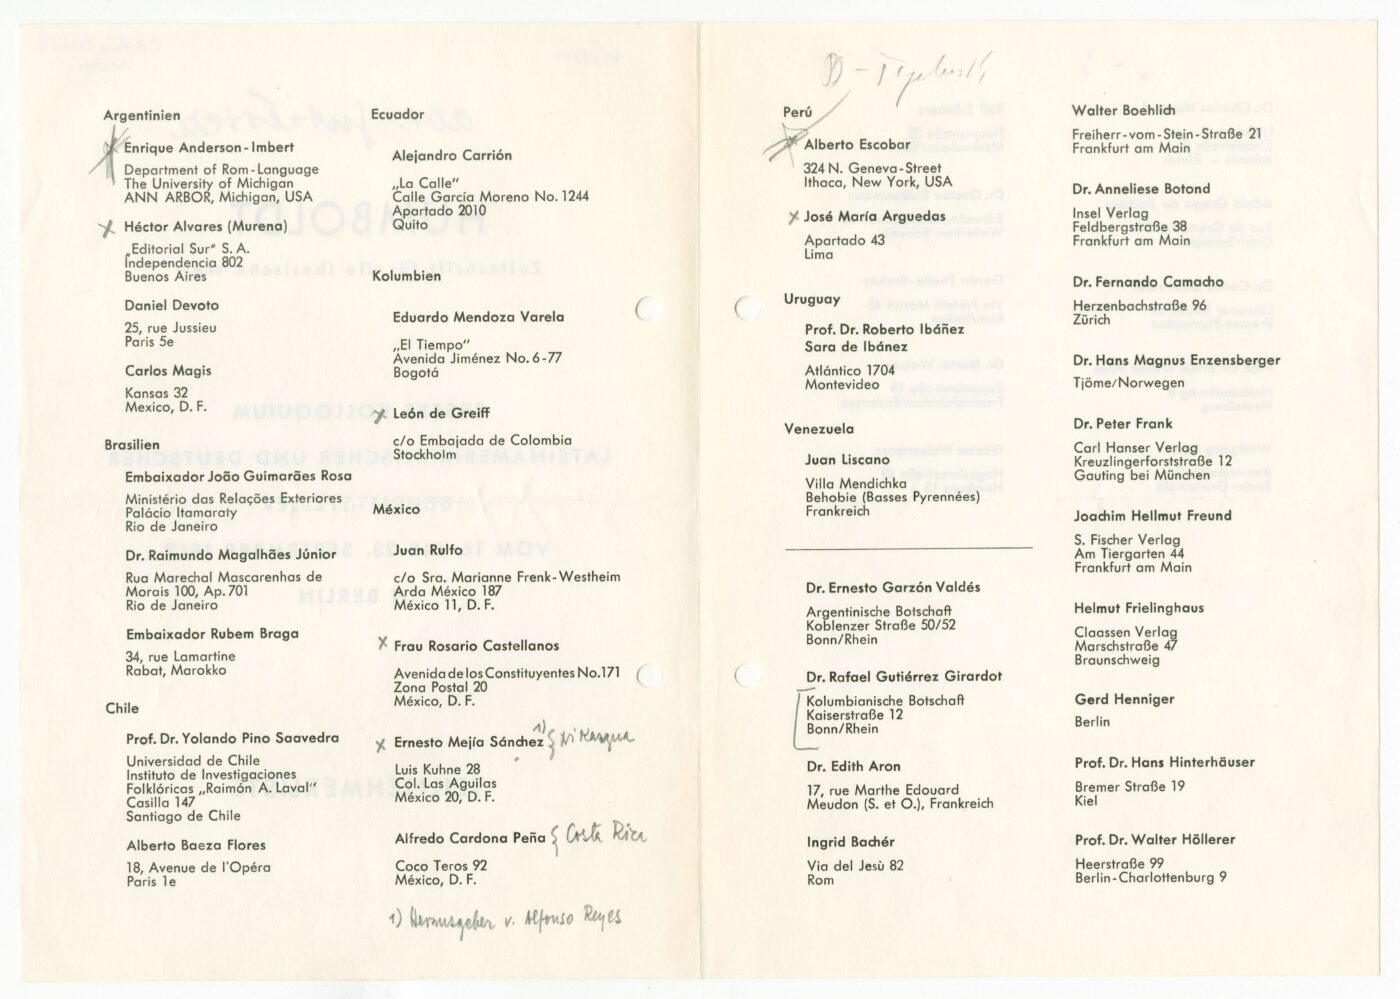 Argentinien
Enrique Anderson-Imbert
Department of Rom-Language
The University of Michigan
ANN ARBOR, Michigan, USA
Héctor Alvares (Murena)
„Editorial Sur" S. A.
Independencia 802
Buenos Aires
Daniel Devoto
25, rue Jussieu
Paris 5e
Carlos Magis
Kansas 32
Mexico, D. F.
Brasilien
Embaixador João Guimarães Rosa
Ministério das Relações Exteriores
Palácio Itamaraty
Rio de Janeiro
Dr. Raimundo Magalhães Júnior
Rua Marechal Mascarenhas de
Morais 100, Ap. 701
Rio de Janeiro
Embaixador Rubem Braga
34, rue Lamartine
Rabat, Marokko
Chile
Prof. Dr. Yolando Pino Saavedra
Universidad de Chile
Instituto de Investigaciones
Folklóricas „Raimón A. Laval"
Casilla 147
Santiago de Chile
Alberto Baeza Flores
18, Avenue de l'Opéra
Paris 1e
Ecuador
Alejandro Carrión
„La Calle"
Calle García Moreno No. 1244
Apartado 2010
Quito
Kolumbien
Eduardo Mendoza Varela
„El Tiempo"
Avenida Jiménez No. 6-77
Bogotá
León de Greiff
c/o Embajada de Colombia
Stockholm
México
Juan Rulfo
c/o Sra. Marianne Frenk-Westheim
Arda México 187
México 11, D. F.
Frau Rosario Castellanos
Avenida de los Constituyentes No. 171
Zona Postal 20
México, D. F.
Ernesto Mejía Sánchez 1)
Luis Kuhne 28
Col. Las Aguilas
México 20, D. F.
Alfredo Cardona Peña { Costa Rica
Coco Teros 92
México, D. F.
1) Herausgeber v. Alfonso Reyes
Perú
Alberto Escobar
324 N. Geneva-Street
Ithaca, New York, USA
José María Arguedas
Apartado 43
Lima
Uruguay
Prof. Dr. Roberto Ibáñez
Sara de Ibánez
Atlántico 1704
Montevideo
Venezuela
Juan Liscano
Villa Mendichka
Behobie (Basses Pyrennées)
Frankreich
Dr. Ernesto Garzón Valdés
Argentinische Botschaft
Koblenzer Straße 50/52
Bonn/Rhein
Dr. Rafael Gutiérrez Girardot
Kolumbianische Botschaft
Kaiserstraße 12
Bonn/Rhein
Dr. Edith Aron
17, rue Marthe Edouard
Meudon (S. et O.), Frankreich
Ingrid Bachér
Via del Jesù 82
Rom
Walter Boehlich
Freiherr-vom-Stein-Straße 21
Frankfurt am Main
Dr. Anneliese Botond
Insel Verlag
Feldbergstraße 38
Frankfurt am Main
Dr. Fernando Camacho
Herzenbachstraße 96
Zürich
Dr. Hans Magnus Enzensberger
Tjöme/Norwegen
Dr. Peter Frank
Carl Hanser Verlag
Kreuzlingerforststraße 12
Gauting bei München
Joachim Hellmut Freund
S. Fischer Verlag
Am Tiergarten 44
Frankfurt am Main
Helmut Frielinghaus
Claassen Verlag
Marschstraße 47
Braunschweig
Gerd Henniger
Berlin
Prof. Dr. Hans Hinterhäuser
Bremer Straße 19
Kiel
Prof. Dr. Walter Höllerer
Heerstraße 99
Berlin-Charlottenburg 9